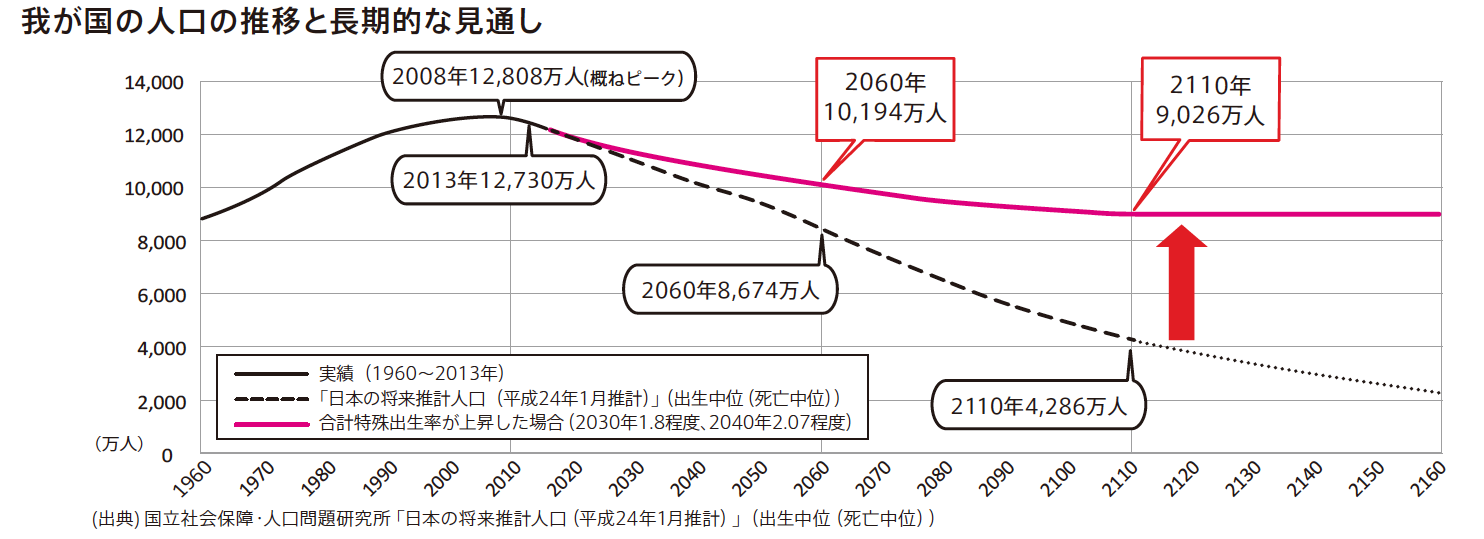 我が国の人口の推移と長期的な見通し
2008年12,808万人(概ねピーク)
2060年
10,194万人
2110年
9,026万人
2013年12,730万人
2060年8,674万人
2110年4,286万人
14,000
12,000
10,000
8,000
6,000
4,000
2,000
0
（万人）
実績（1960～2013年）
「日本の将来推計人口（平成24年1月推計）」（出生中位（死亡中位））
合計特殊出生率が上昇した場合（2030年1.8程度、2040年2.07程度）
1960 1970 1980 1990 2000 2010 2020 2030 2040 2050 2060 2070 2080 2090 2100 2110 2120 2130 2140 2150 2160
(出典) 国立社会保障・人口問題研究所「日本の将来推計人口（平成24年1月推計）」（出生中位（死亡中位））